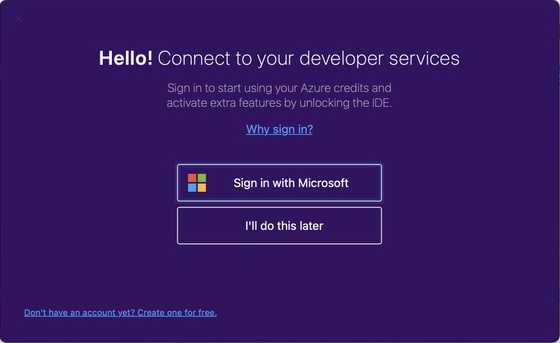 Hello! Connect to your developer services
Sign in to start using your Azure credits and
activate extra features by unlocking the IDE.
Why sign in?
Sign in with Microsoft
I'll do this later
Don't have an account yet? Create one for free.